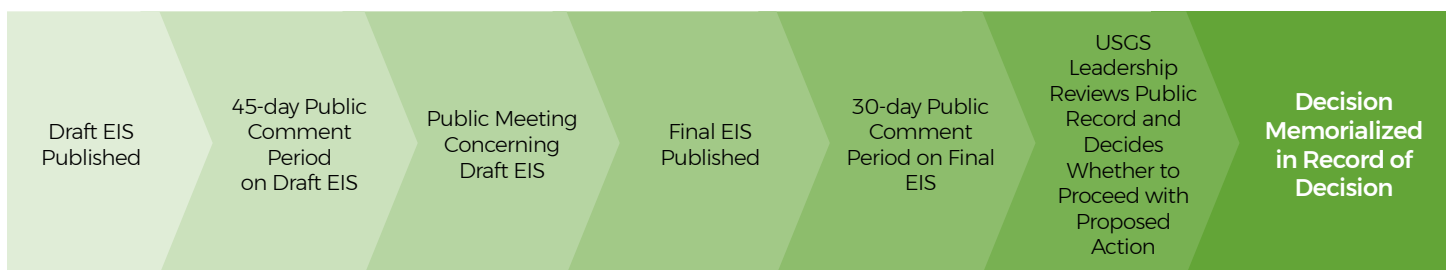 Draft EIS
Published
45-day Public
Comment
Period
on Draft EIS
Public Meeting
Concerning
Draft EIS
Final EIS
Published
30-day Public
Comment
Period on Final
EIS
USGS
Leadership
Reviews Public
Record and
Decides
Whether to
Proceed with
Proposed
Action
Decision
Memorialized
in Record of
Decision